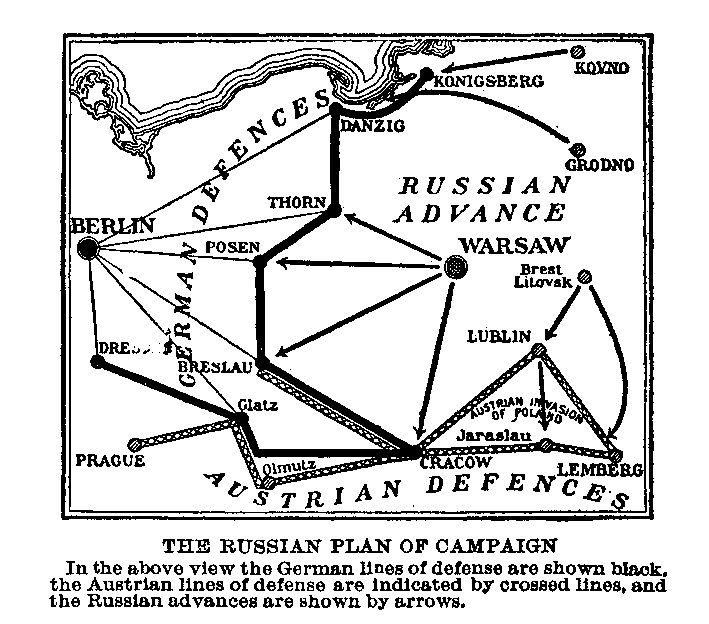 KOVNO
KONIGSBERG
DANZIG
GRODNO
GERMAN DEFENCES
RUSSIAN
ADVANCE
THORN
BERLIN
POSEN
WARSAW
Brest
Litovsk
LUBLIN
BRESLAU
Glatz
AUSTRIAN INVASION
OF POLAND
Jaraslau
PRAGUE
Olmutz
CRACOW
LEMBERG
AUSTRIAN DEFENCES
THE RUSSIAN PLAN OF CAMPAIGN
In the above view the German lines of defense are shown black,
the Austrian lines of defense are indicated by crossed lines, and
the Russian advances are shown by arrows.